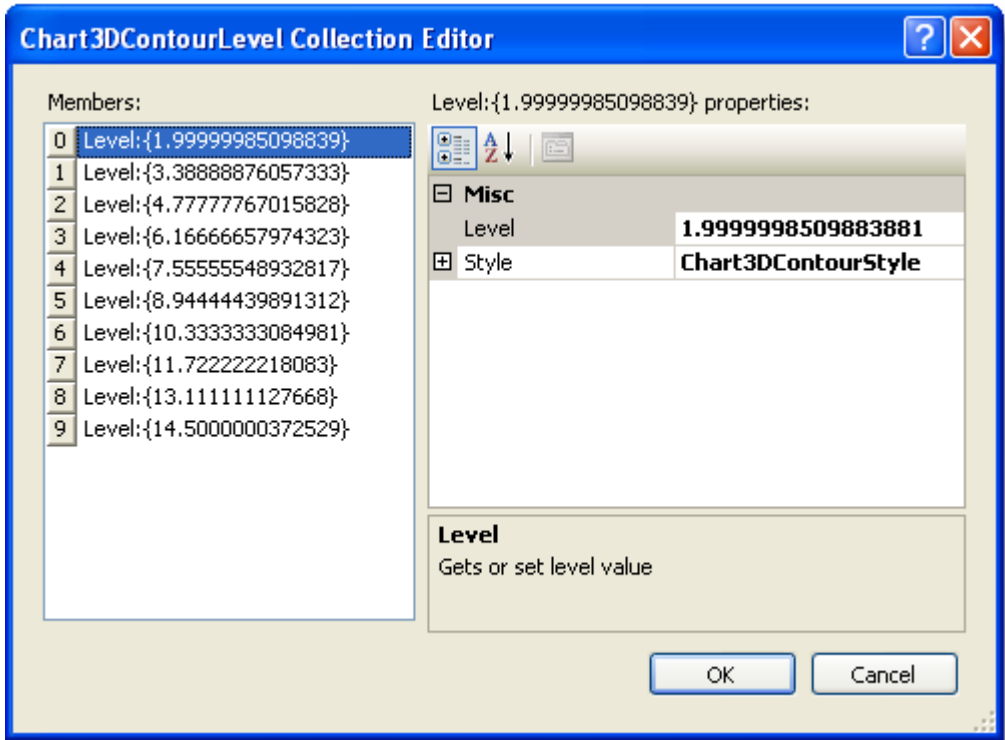 Chart3DContourLevel Collection Editor
?
Members:
0 Level:{1.99999985098839}
1 Level:{3.38888876057333}
2 Level:{4.77777767015828}
3 Level:{6.16666657974323}
4 Level:{7.55555548932817}
5 Level:{8.94444439891312}
6 Level:{10.3333333084981}
7 Level:{11.722222218083}
8 Level:{13.111111127668}
9 Level:{14.5000000372529}
Level:{1.99999985098839} properties:
A
Z
Misc
Level 1.9999998509883881
Style Chart3DContourStyle
Level
Gets or set level value
OK Cancel